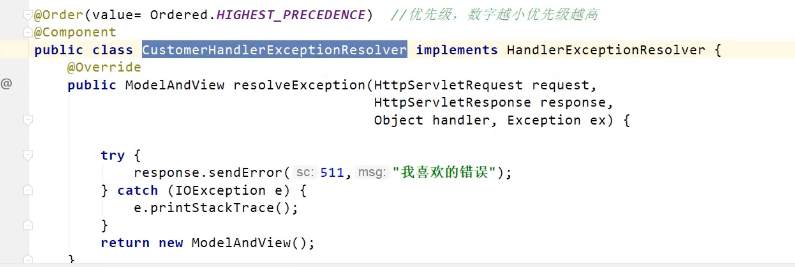 @Order(value= Ordered.HIGHEST_PRECEDENCE)  //优先级，数字越小优先级越高
@Component
public class CustomerHandlerExceptionResolver implements HandlerExceptionResolver {
@Override
@ public ModelAndView resolveException(HttpServletRequest request,
HttpServletResponse response,
Object handler, Exception ex) {
try {
response.sendError( sc: 511, msg: "我喜欢的错误");
} catch (IOException e) {
e.printStackTrace();
}
return new ModelAndView();
}